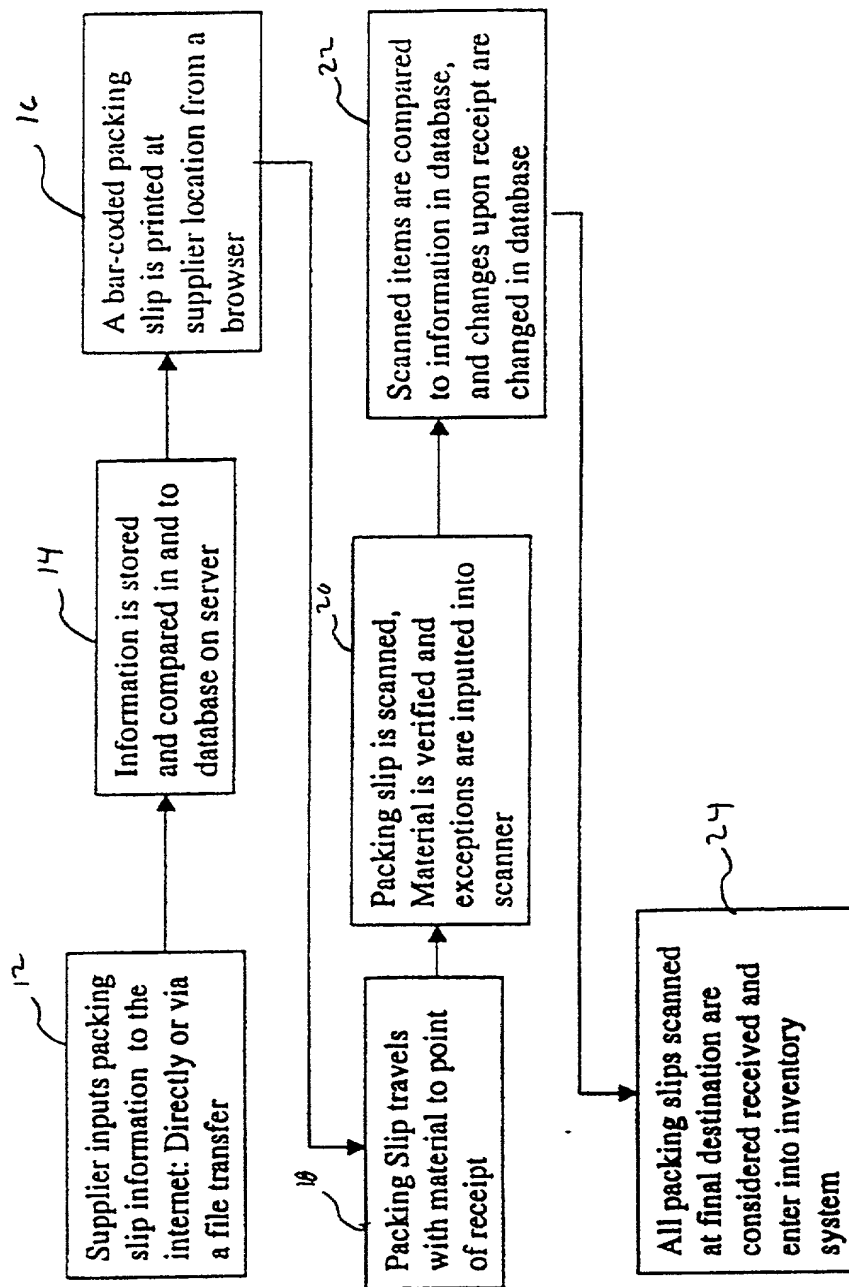 12
Supplier inputs packing
slip information to the
internet: Directly or via
a file transfer
14
Information is stored
and compared in and to
database on server
16
A bar-coded packing
slip is printed at
supplier location from a
browser
18
Packing Slip travels
with material to point
of receipt
20
Packing slip is scanned,
Material is verified and
exceptions are inputted into
scanner
22
Scanned items are compared
to information in database,
and changes upon receipt are
changed in database
24
All packing slips scanned
at final destination are
considered received and
enter into inventory
system